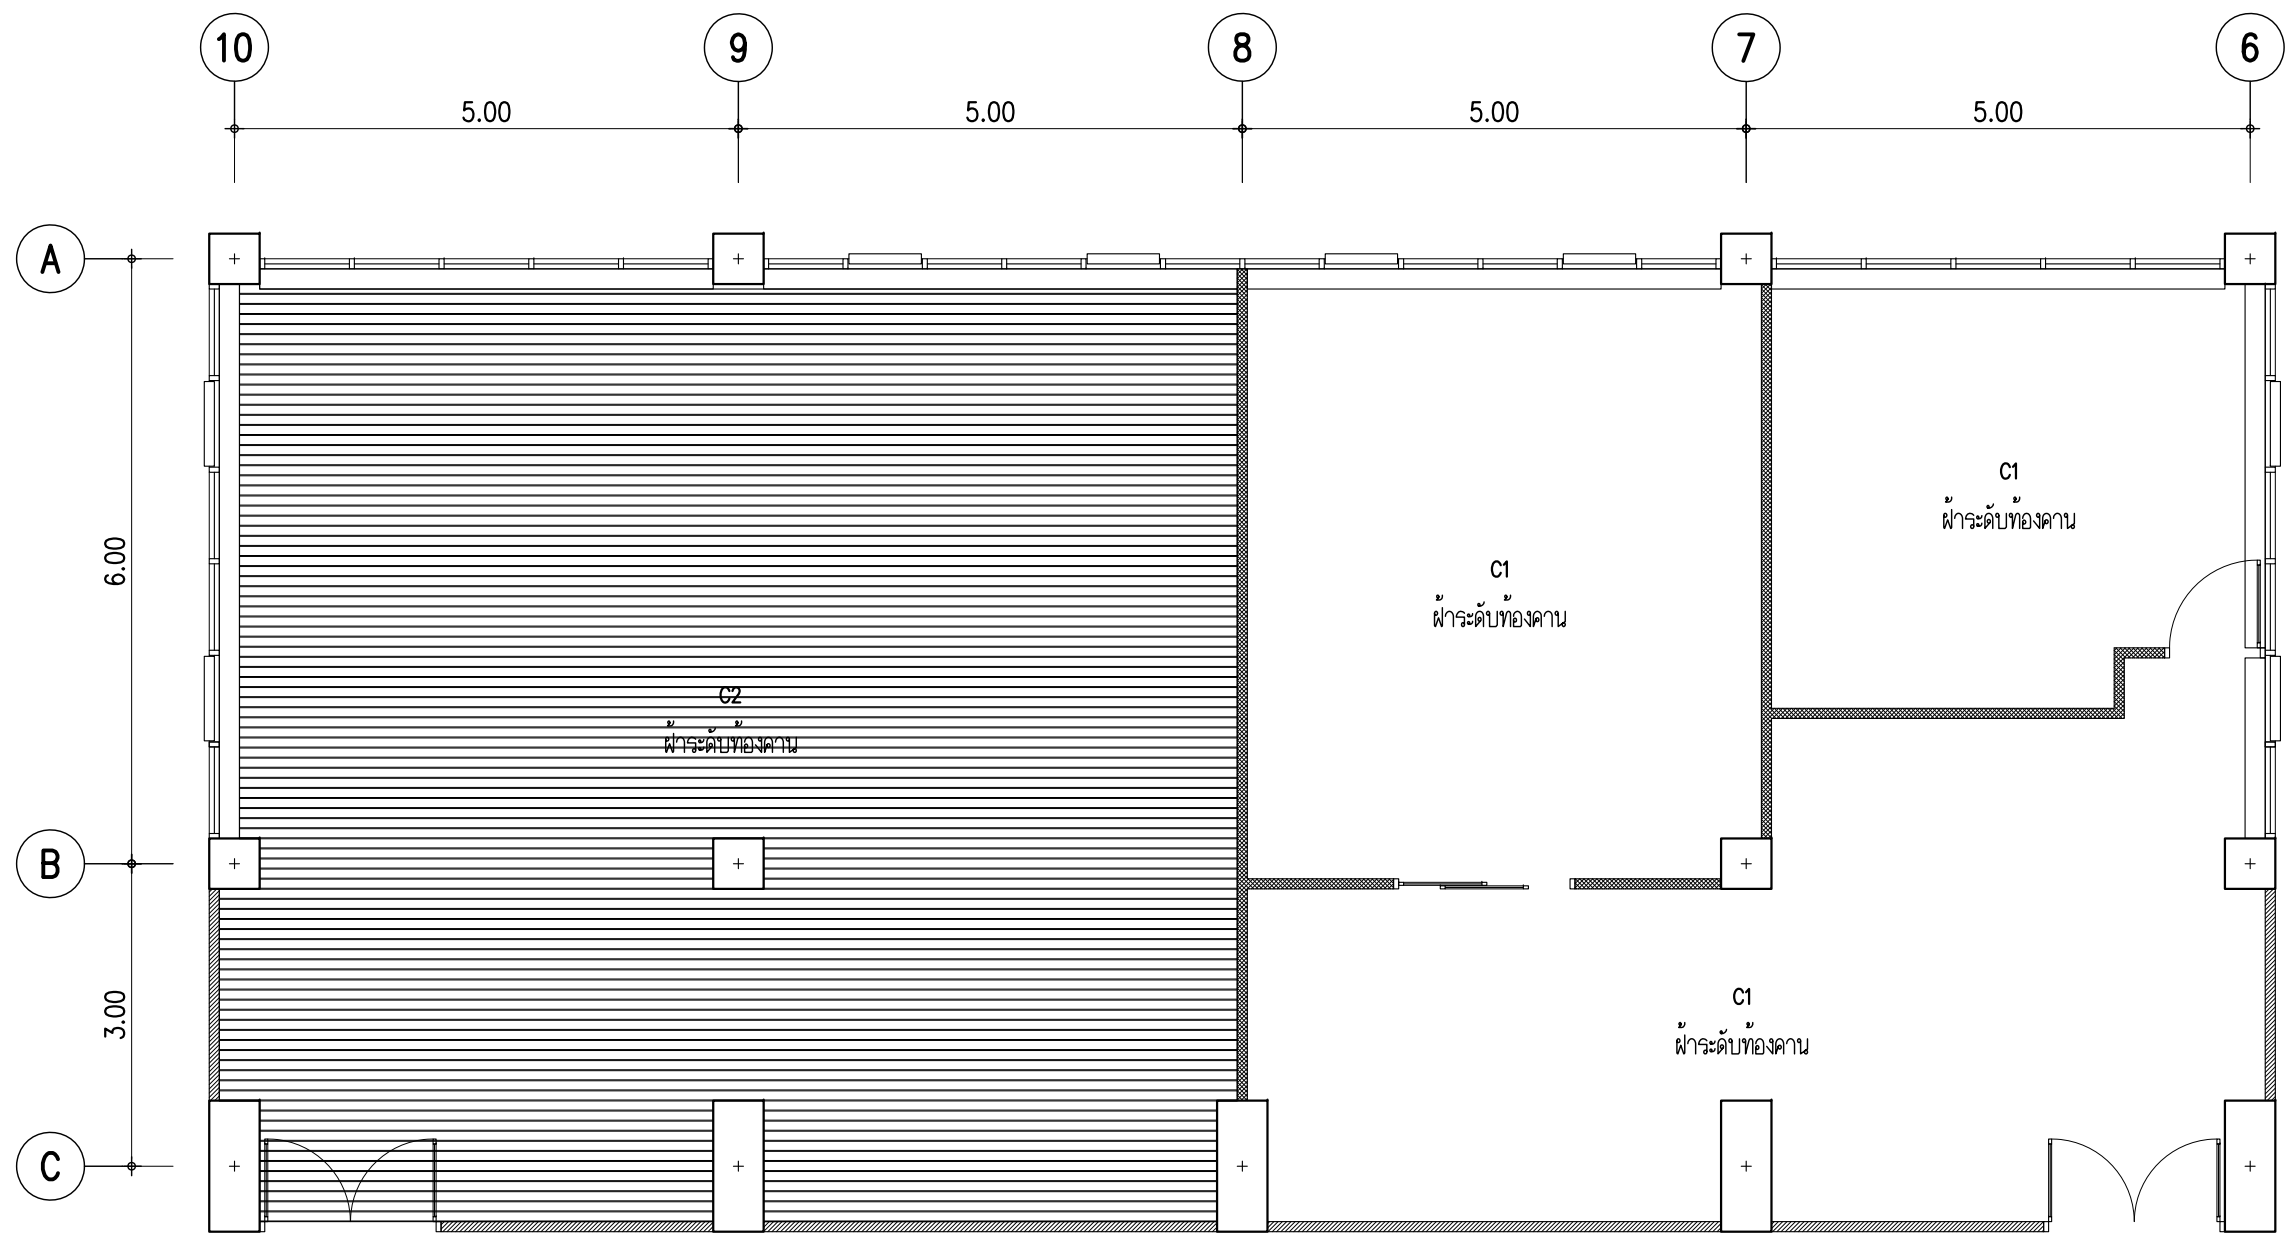 10 9 8 7 6
5.00 5.00 5.00 5.00
A
C1
ฝ้าระดับท้องคาน
6.00
C1
ฝ้าระดับท้องคาน
C2
ฝ้าระดับท้องคาน
B
3.00
C1
ฝ้าระดับท้องคาน
C